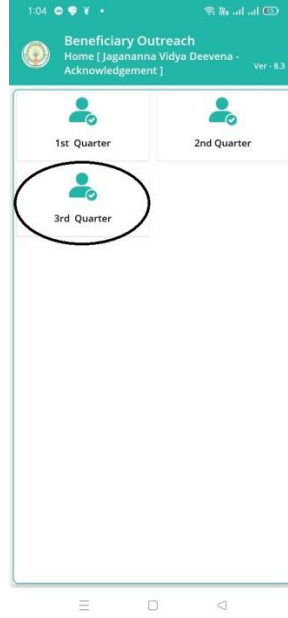 1:04
Beneficiary Outreach
Home [ Jagananna Vidya Deevena -
Acknowledgement ]
Ver - 8.3
1st Quarter
2nd Quarter
3rd Quarter